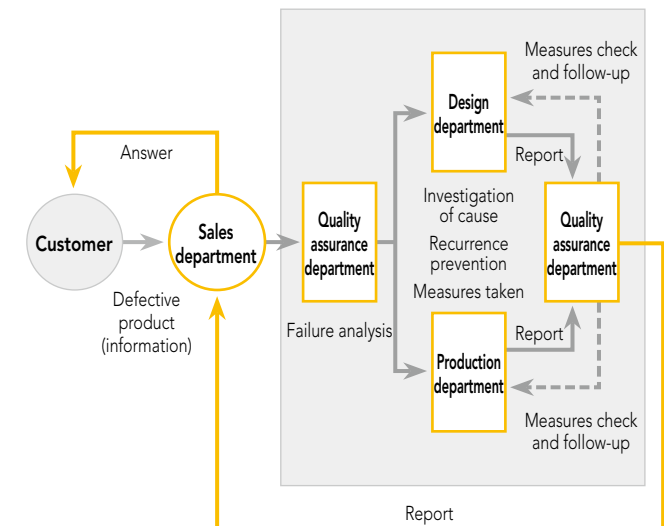 Measures check
and follow-up
Design
department
Answer
Report
Customer
Sales
department
Quality
assurance
department
Investigation
of cause
Recurrence
prevention
Measures taken
Quality
assurance
department
Defective
product
(information)
Failure analysis
Report
Production
department
Measures check
and follow-up
Report